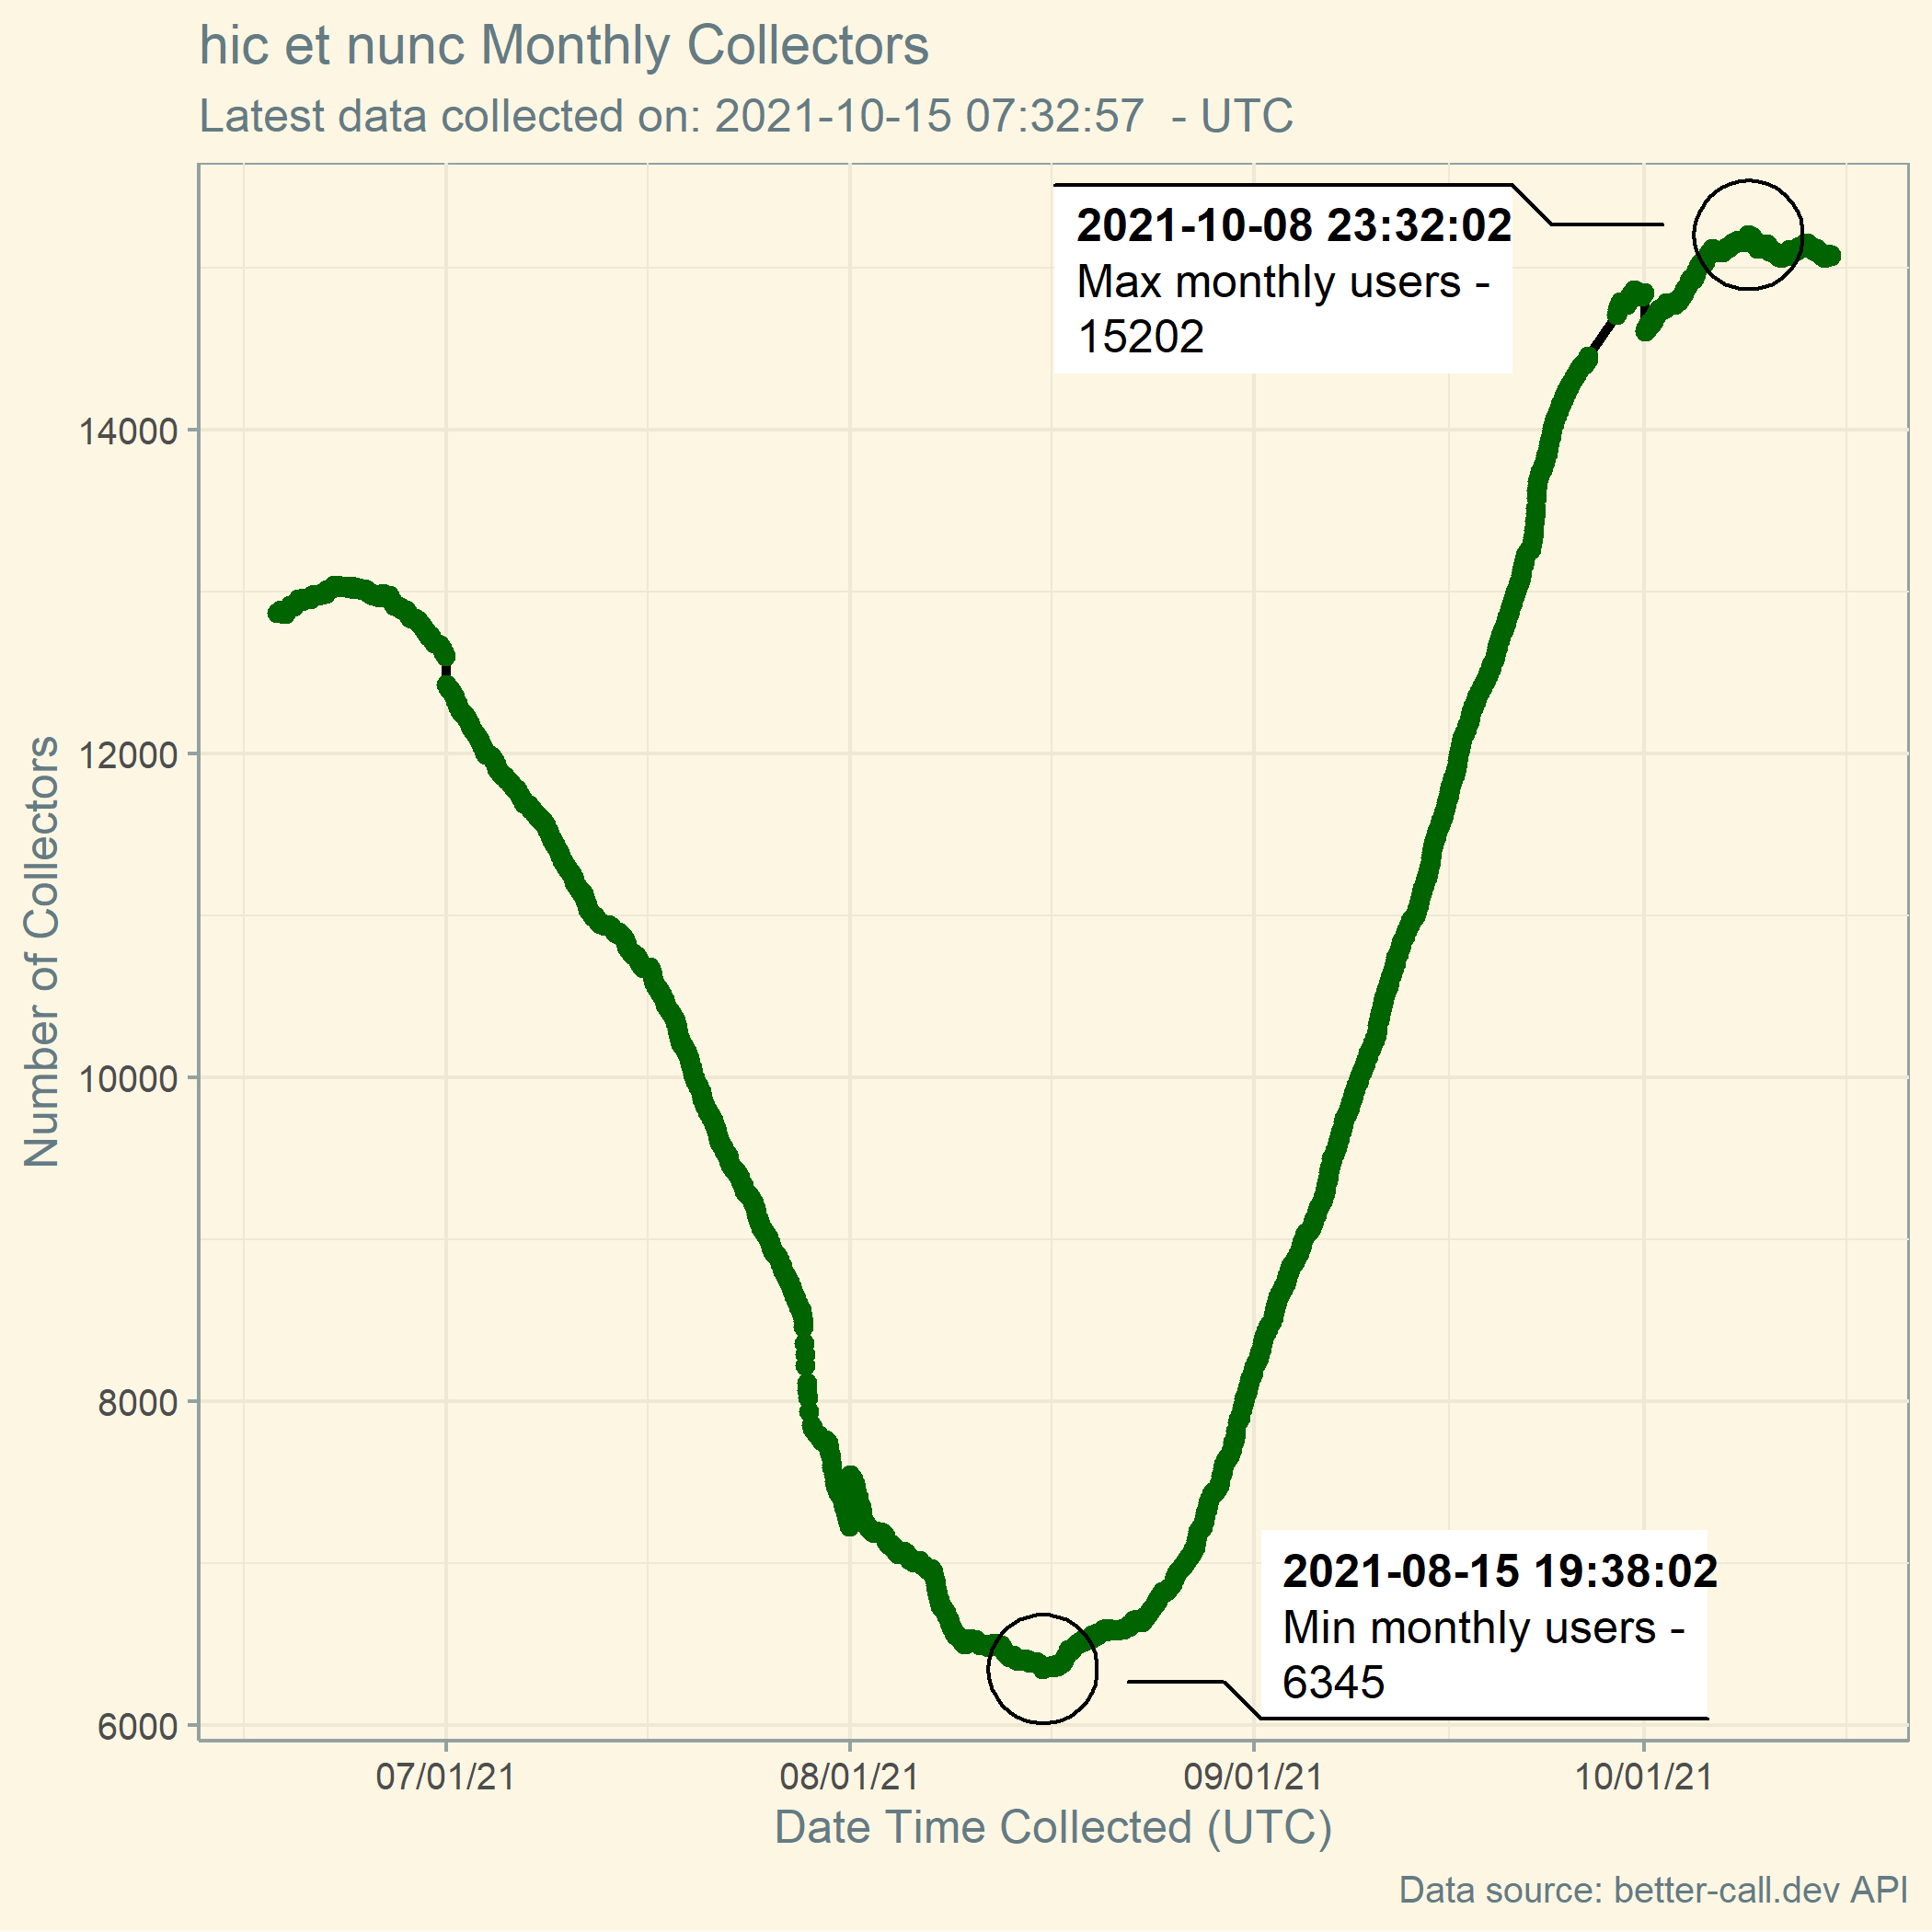 hic et nunc Monthly Collectors
Latest data collected on: 2021-10-15 07:32:57  - UTC
2021-10-08 23:32:02
Max monthly users -
15202
14000
12000
10000
8000
6000
Number of Collectors
2021-08-15 19:38:02
Min monthly users -
6345
07/01/21
08/01/21
09/01/21
10/01/21
Date Time Collected (UTC)
Data source: better-call.dev API